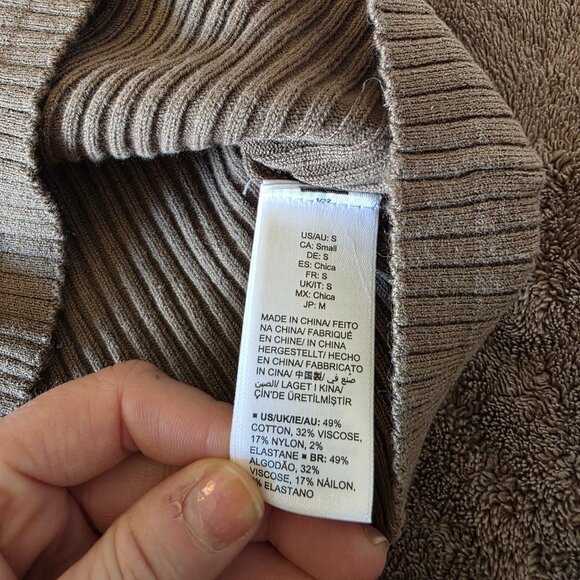 US/AU: S
CA: Small
DE: S
ES: Chica
FR: S
UK/IT: S
MX: Chica
JP: M
MADE IN CHINA/ FEITO
NA CHINA/ FABRIQUÉ
EN CHINE/ IN CHINA
HERGESTELLT/ HECHO
EN CHINA/ FABBRICATO
IN CINA/ 中国製/ صنع في
الصين/ LAGET I KINA/
ÇİN'DE ÜRETİLMİŞTİR
■ US/UK/IE/AU: 49%
COTTON, 32% VISCOSE,
17% NYLON, 2%
ELASTANE ■ BR: 49%
ALGODÃO, 32%
VISCOSE, 17% NÁILON,
% ELASTANO